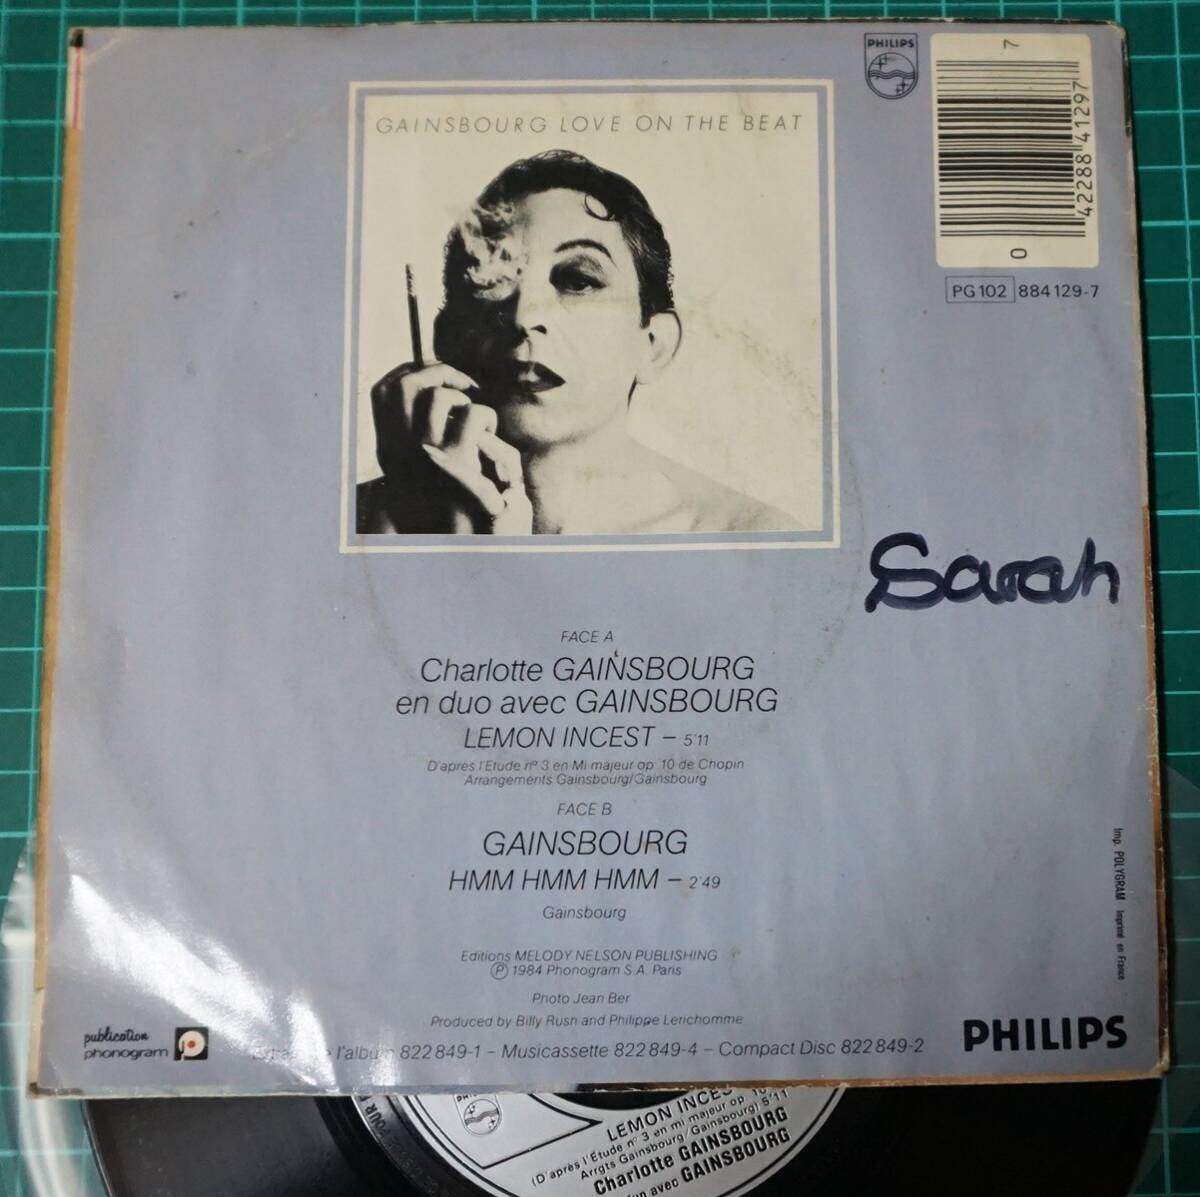 GAINSBOURG LOVE ON THE BEAT
PHILIPS
7
42288 41297
0
PG 102 884 129-7
Sarah
FACE A
Charlotte GAINSBOURG
en duo avec GAINSBOURG
LEMON INCEST – 5'11
D'après l'Etude nº 3 en Mi majeur op. 10 de Chopin
Arrangements Gainsbourg/Gainsbourg
FACE B
GAINSBOURG
HMM HMM HMM – 2'49
Gainsbourg
Editions MELODY NELSON PUBLISHING
Ⓟ 1984 Phonogram S.A. Paris
Photo Jean Ber
Produced by Billy Rush and Philippe Lerichomme
l'album 822 849-1 – Musicassette 822 849-4 – Compact Disc 822 849-2
publication
phonogram
PHILIPS
Imp. POLYGRAM Imprimé en France
LEMON INCES
(D'après l'Etude nº 3 en mi majeur op. 10
Arrgts Gainsbourg/Gainsbourg) 5'11
Charlotte GAINSBOURG
avec GAINSBOURG